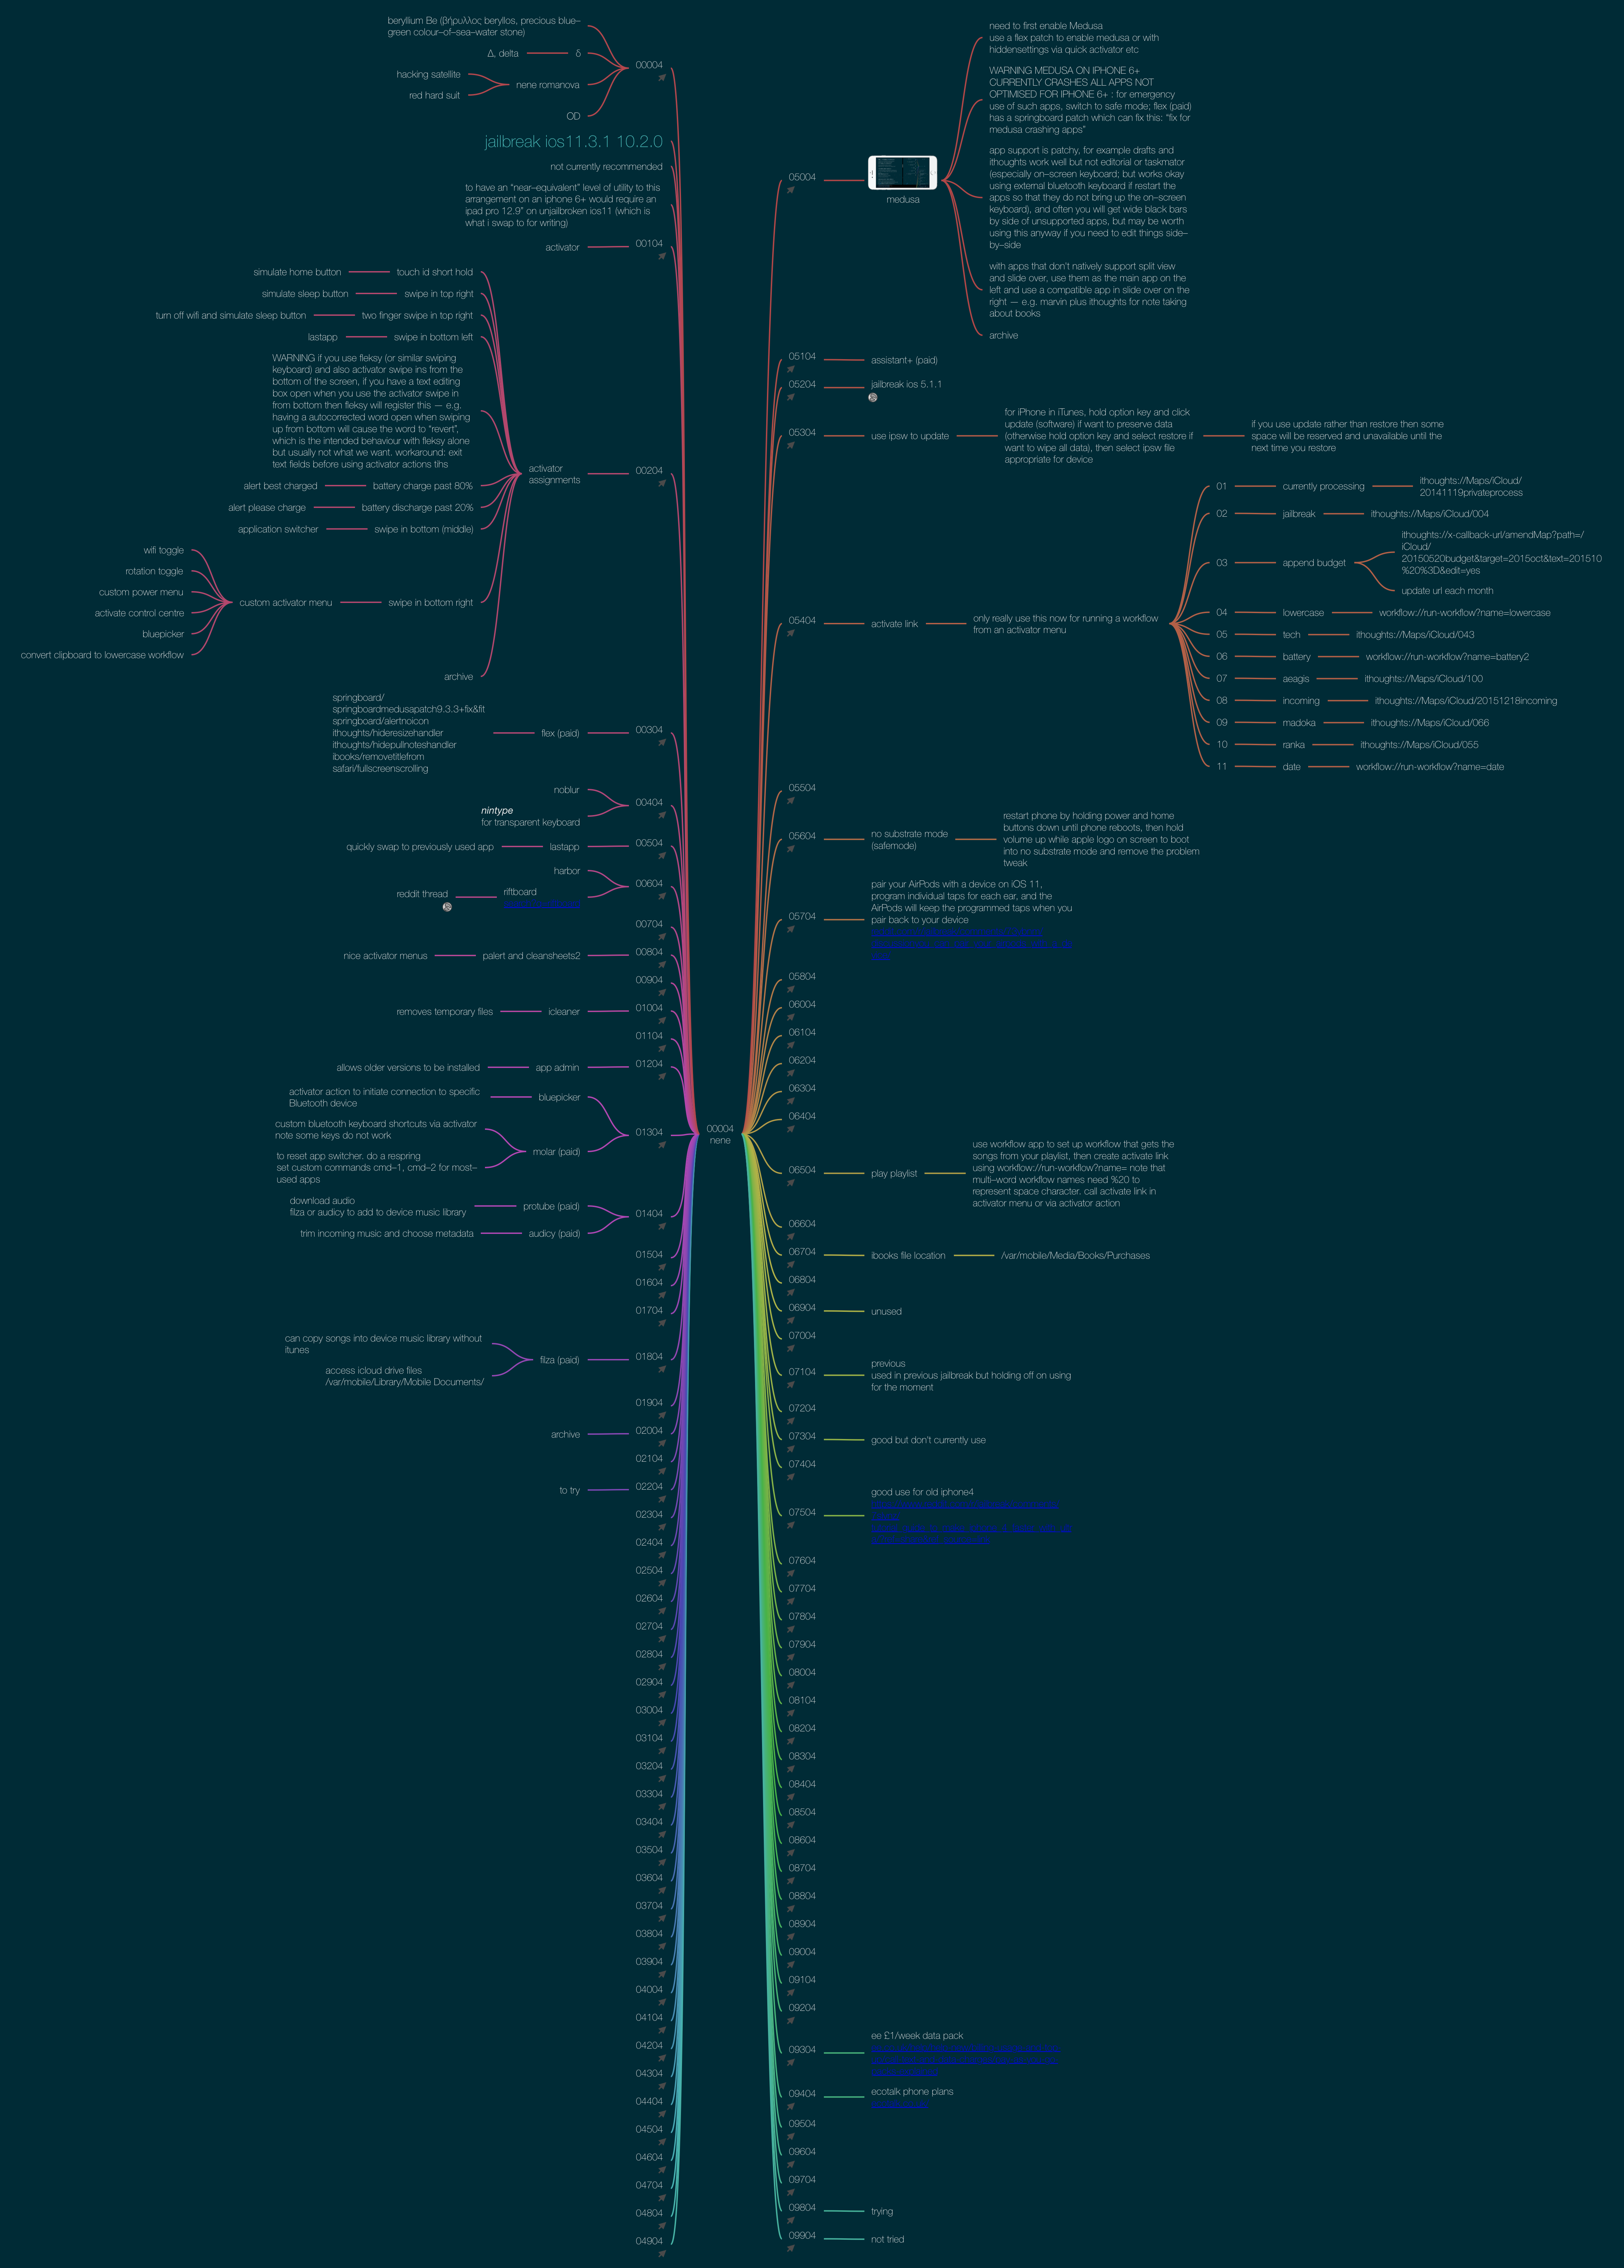 beryllium Be (βήρυλλος beryllos, precious blue–
green colour–of–sea–water stone)
Δ, delta
δ
00004
hacking satellite
nene romanova
red hard suit
OD
jailbreak ios11.3.1 10.2.0
not currently recommended
to have an “near–equivalent” level of utility to this
arrangement on an iphone 6+ would require an
ipad pro 12.9” on unjailbroken ios11 (which is
what i swap to for writing)
activator
00104
simulate home button
touch id short hold
simulate sleep button
swipe in top right
turn off wifi and simulate sleep button
two finger swipe in top right
lastapp
swipe in bottom left
WARNING if you use fleksy (or similar swiping
keyboard) and also activator swipe ins from the
bottom of the screen, if you have a text editing
box open when you use the activator swipe in
from bottom then fleksy will register this — e.g.
having a autocorrected word open when swiping
up from bottom will cause the word to “revert”,
which is the intended behaviour with fleksy alone
but usually not what we want. workaround: exit
text fields before using activator actions tihs
activator
assignments
00204
alert best charged
battery charge past 80%
alert please charge
battery discharge past 20%
application switcher
swipe in bottom (middle)
wifi toggle
rotation toggle
custom power menu
custom activator menu
swipe in bottom right
activate control centre
bluepicker
convert clipboard to lowercase workflow
archive
springboard/
springboardmedusapatch9.3.3+fix&fit
springboard/alertnoicon
ithoughts/hideresizehandler
ithoughts/hidepullnoteshandler
ibooks/removetitlefrom
safari/fullscreenscrolling
flex (paid)
00304
noblur
00404
nintype
for transparent keyboard
quickly swap to previously used app
lastapp
00504
harbor
00604
reddit thread
riftboard
00704
nice activator menus
palert and cleansheets2
00804
00904
removes temporary files
icleaner
01004
01104
allows older versions to be installed
app admin
01204
activator action to initiate connection to specific
Bluetooth device
bluepicker
01304
custom bluetooth keyboard shortcuts via activator
note some keys do not work
molar (paid)
to reset app switcher. do a respring
set custom commands cmd–1, cmd–2 for most–
used apps
download audio
filza or audicy to add to device music library
protube (paid)
01404
trim incoming music and choose metadata
audicy (paid)
01504
01604
01704
can copy songs into device music library without
itunes
filza (paid)
01804
access icloud drive files
/var/mobile/Library/Mobile Documents/
01904
archive
02004
02104
to try
02204
02304
02404
02504
02604
02704
02804
02904
03004
03104
03204
03304
03404
03504
03604
03704
03804
03904
04004
04104
04204
04304
04404
04504
04604
04704
04804
04904
00004
nene
need to first enable Medusa
use a flex patch to enable medusa or with
hiddensettings via quick activator etc
WARNING MEDUSA ON IPHONE 6+
CURRENTLY CRASHES ALL APPS NOT
OPTIMISED FOR IPHONE 6+ : for emergency
use of such apps, switch to safe mode; flex (paid)
has a springboard patch which can fix this: “fix for
medusa crashing apps”
05004
medusa
app support is patchy, for example drafts and
ithoughts work well but not editorial or taskmator
(especially on–screen keyboard; but works okay
using external bluetooth keyboard if restart the
apps so that they do not bring up the on–screen
keyboard), and often you will get wide black bars
by side of unsupported apps, but may be worth
using this anyway if you need to edit things side–
by–side
with apps that don't natively support split view
and slide over, use them as the main app on the
left and use a compatible app in slide over on the
right — e.g. marvin plus ithoughts for note taking
about books
archive
05104
assistant+ (paid)
05204
jailbreak ios 5.1.1
05304
use ipsw to update
for iPhone in iTunes, hold option key and click
update (software) if want to preserve data
(otherwise hold option key and select restore if
want to wipe all data), then select ipsw file
appropriate for device
if you use update rather than restore then some
space will be reserved and unavailable until the
next time you restore
05404
activate link
only really use this now for running a workflow
from an activator menu
01
currently processing
ithoughts://Maps/iCloud/
20141119privateprocess
02
jailbreak
ithoughts://Maps/iCloud/004
03
append budget
ithoughts://x-callback-url/amendMap?path=/
iCloud/
20150520budget&target=2015oct&text=201510
%20%3D&edit=yes
update url each month
04
lowercase
workflow://run-workflow?name=lowercase
05
tech
ithoughts://Maps/iCloud/043
06
battery
workflow://run-workflow?name=battery2
07
aeagis
ithoughts://Maps/iCloud/100
08
incoming
ithoughts://Maps/iCloud/20151218incoming
09
madoka
ithoughts://Maps/iCloud/066
10
ranka
ithoughts://Maps/iCloud/055
11
date
workflow://run-workflow?name=date
05504
05604
no substrate mode
(safemode)
restart phone by holding power and home
buttons down until phone reboots, then hold
volume up while apple logo on screen to boot
into no substrate mode and remove the problem
tweak
05704
pair your AirPods with a device on iOS 11,
program individual taps for each ear, and the
AirPods will keep the programmed taps when you
pair back to your device
05804
06004
06104
06204
06304
06404
06504
play playlist
use workflow app to set up workflow that gets the
songs from your playlist, then create activate link
using workflow://run-workflow?name= note that
multi–word workflow names need %20 to
represent space character. call activate link in
activator menu or via activator action
06604
06704
ibooks file location
/var/mobile/Media/Books/Purchases
06804
06904
unused
07004
07104
previous
used in previous jailbreak but holding off on using
for the moment
07204
07304
good but don't currently use
07404
07504
good use for old iphone4
07604
07704
07804
07904
08004
08104
08204
08304
08404
08504
08604
08704
08804
08904
09004
09104
09204
09304
ee £1/week data pack
09404
ecotalk phone plans
09504
09604
09704
09804
trying
09904
not tried